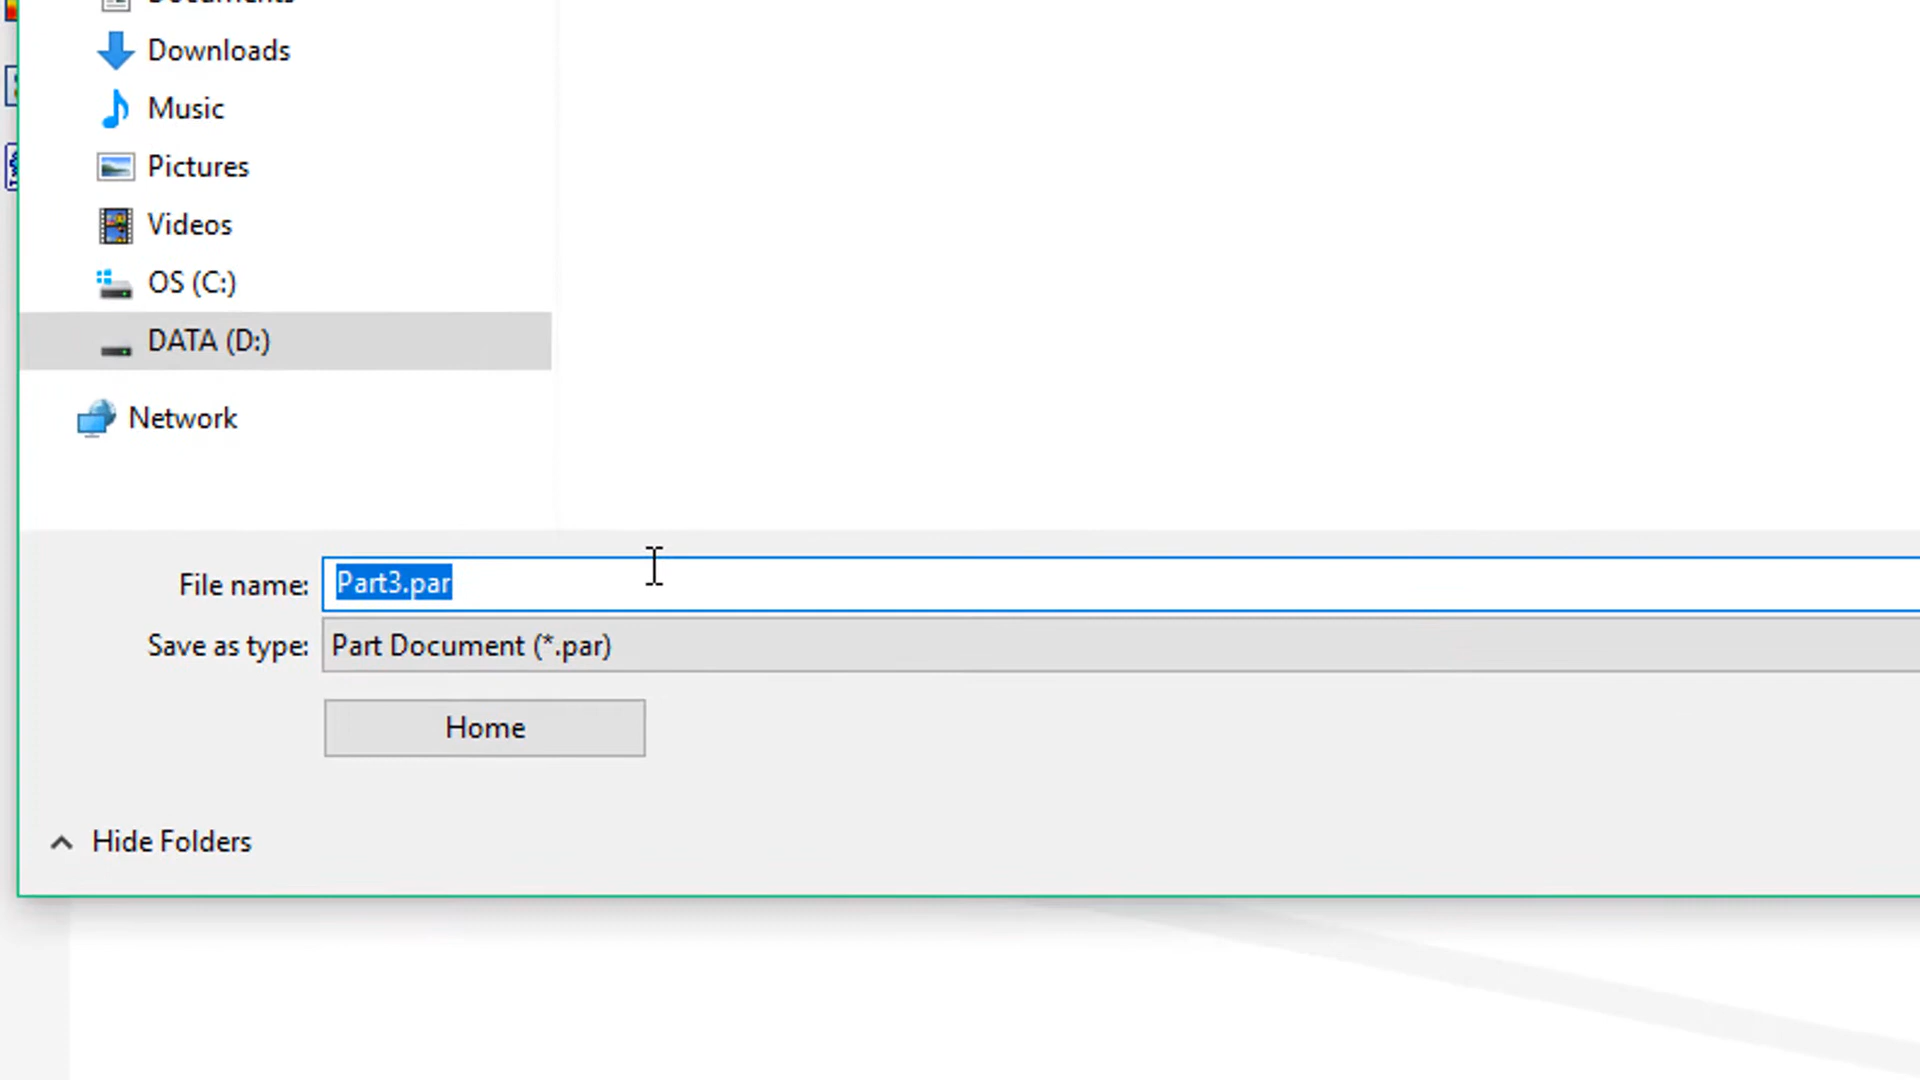 Documents
Downloads
Music
Pictures
Videos
OS (C:)
DATA (D:)
Network
File name: Part3.par
Save as type: Part Document (*.par)
Home
Hide Folders